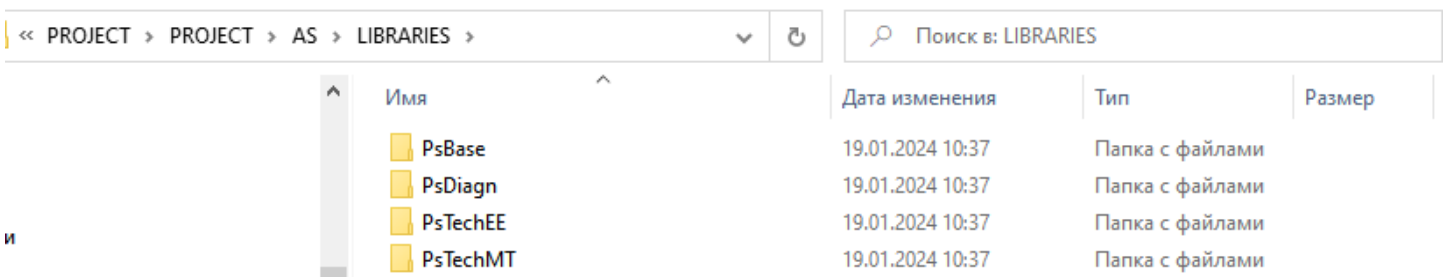 « PROJECT > PROJECT > AS > LIBRARIES >
Поиск в: LIBRARIES
Имя Дата изменения Тип Размер
PsBase 19.01.2024 10:37 Папка с файлами
PsDiagn 19.01.2024 10:37 Папка с файлами
PsTechEE 19.01.2024 10:37 Папка с файлами
и
PsTechMT 19.01.2024 10:37 Папка с файлами